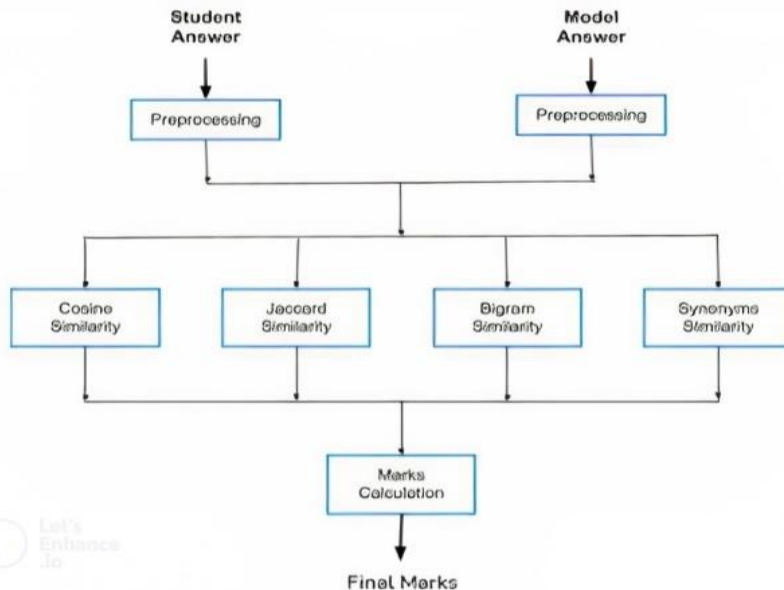 Student
Answer
Model
Answer
Preprocessing
Preprocessing
Cosine
Similarity
Jaccard
Similarity
Bigram
Similarity
Synonyms
Similarity
Marks
Calculation
Final Marks
Let's
Enhance
.io